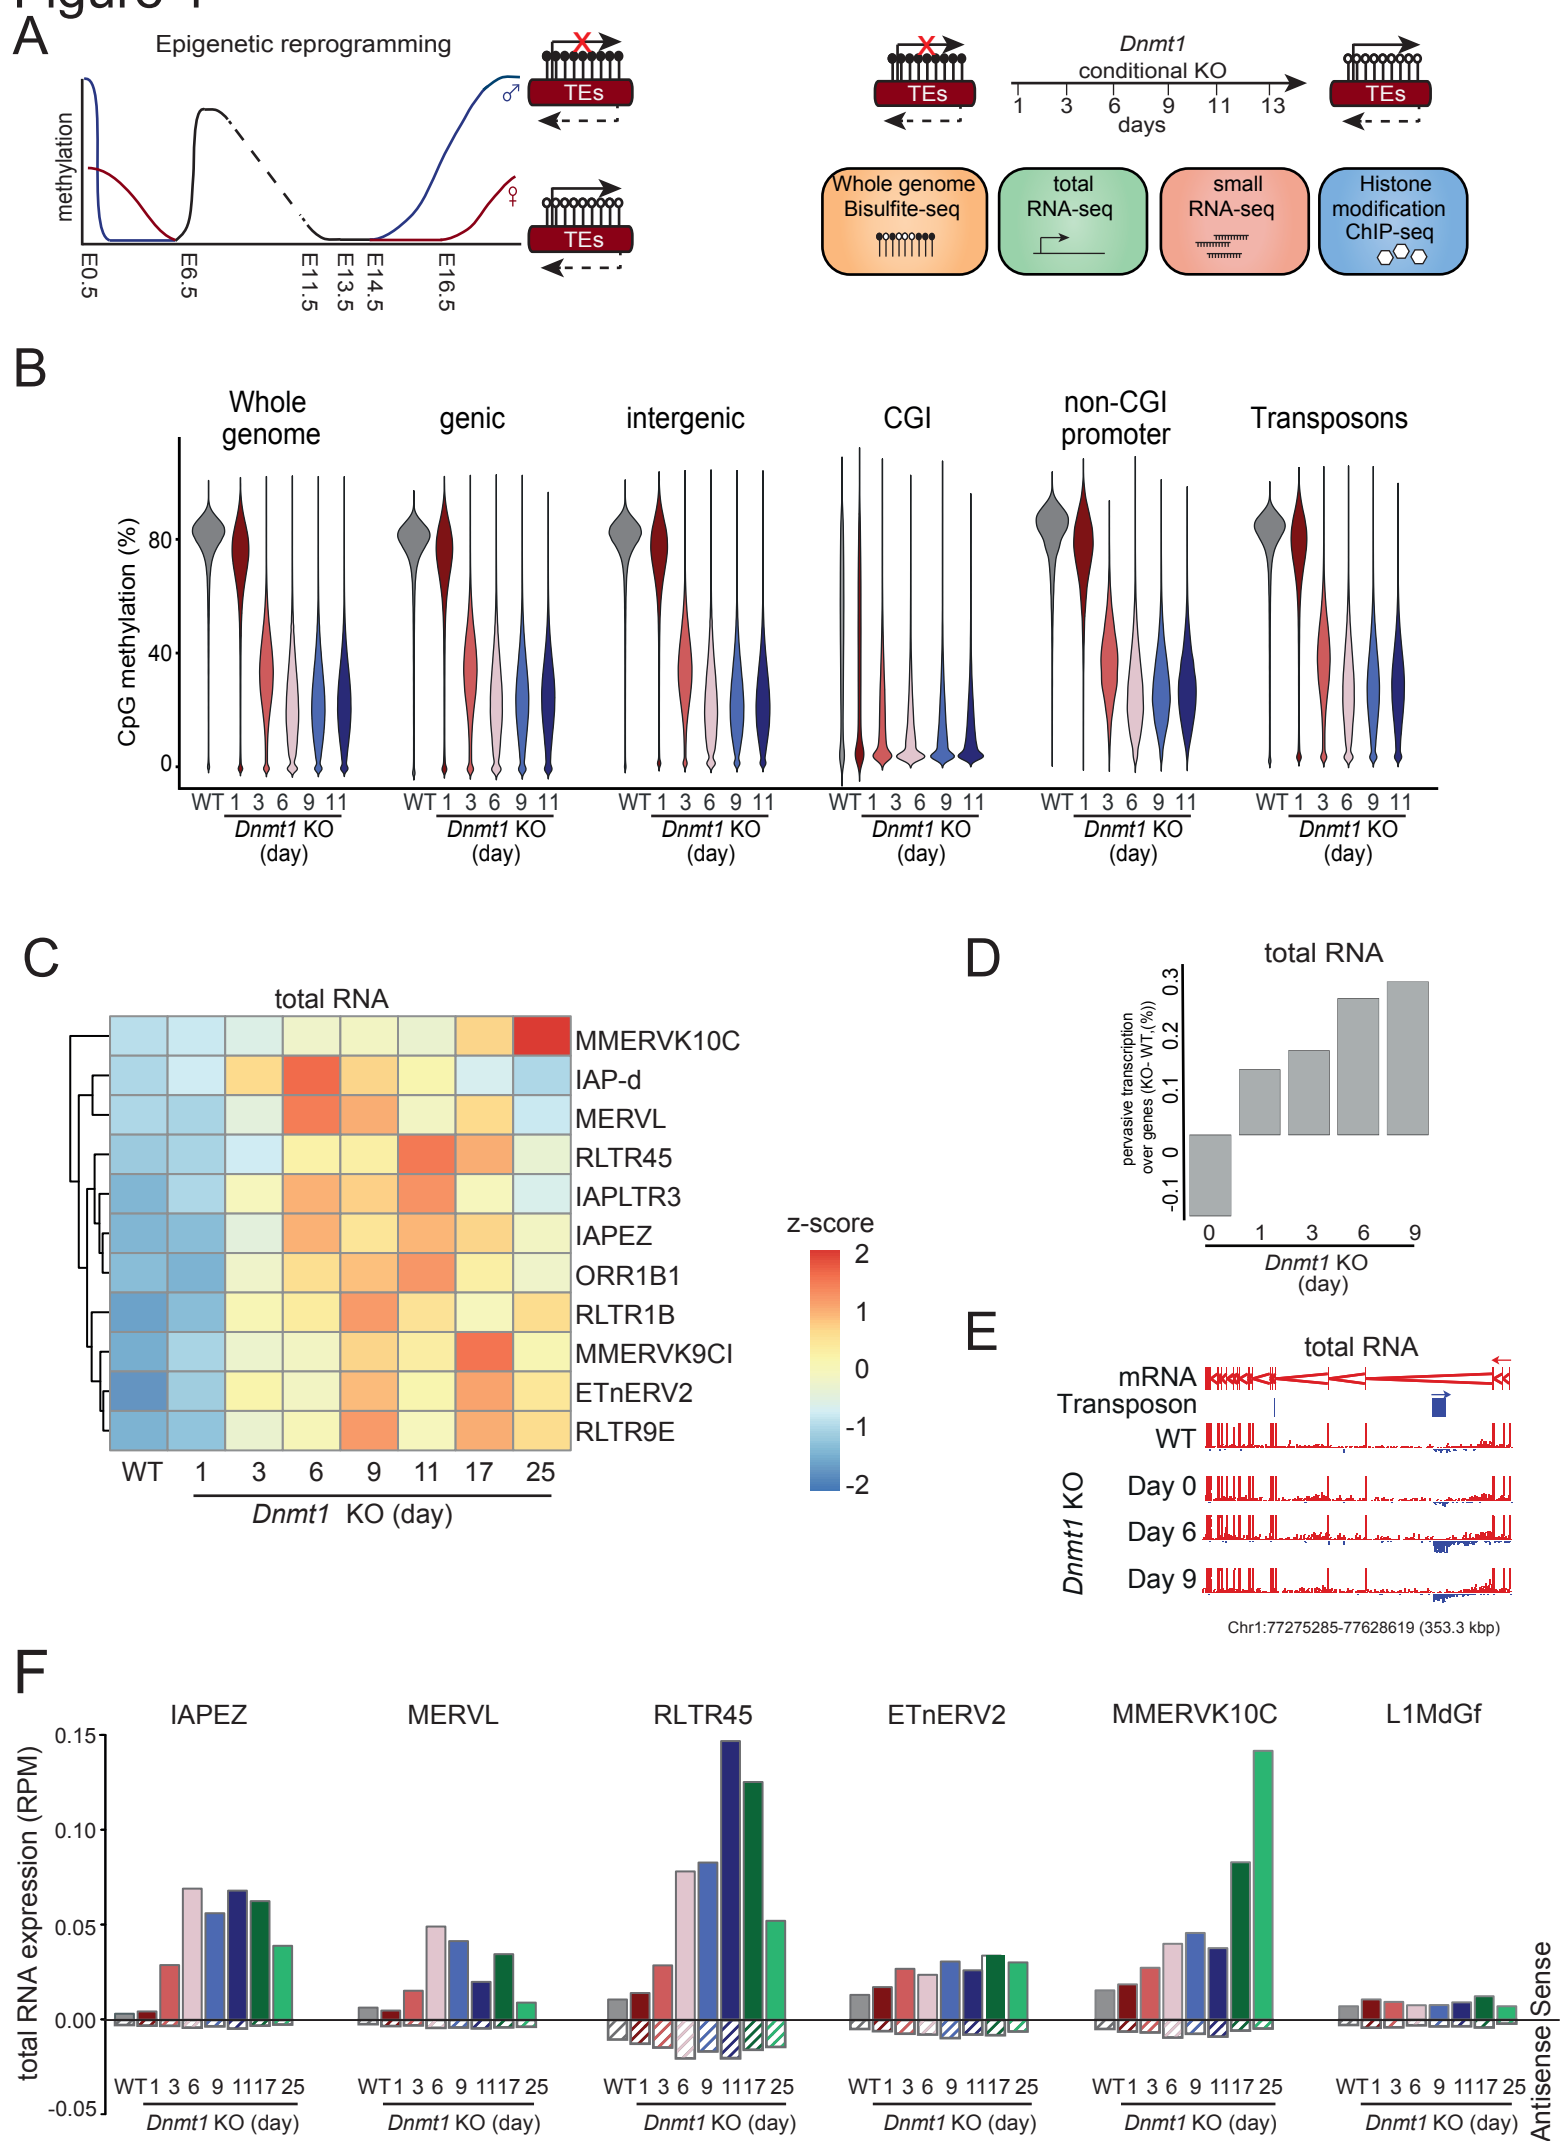 Figure 1
A
Epigenetic reprogramming
methylation
E0.5
E6.5
E11.5
E13.5
E14.5
E16.5
♂
♀
X
TEs
TEs
X
TEs
Dnmt1
conditional KO
1 3 6 9 11 13
days
TEs
Whole genome
Bisulfite-seq
total
RNA-seq
small
RNA-seq
Histone
modification
ChIP-seq
B
Whole
genome
genic
intergenic
CGI
non-CGI
promoter
Transposons
CpG methylation (%)
80
40
0
WT 1 3 6 9 11
Dnmt1 KO
(day)
WT 1 3 6 9 11
Dnmt1 KO
(day)
WT 1 3 6 9 11
Dnmt1 KO
(day)
WT 1 3 6 9 11
Dnmt1 KO
(day)
WT 1 3 6 9 11
Dnmt1 KO
(day)
WT 1 3 6 9 11
Dnmt1 KO
(day)
C
total RNA
MMERVK10C
IAP-d
MERVL
RLTR45
IAPLTR3
IAPEZ
ORR1B1
RLTR1B
MMERVK9CI
ETnERV2
RLTR9E
WT 1 3 6 9 11 17 25
Dnmt1 KO (day)
z-score
2
1
0
-1
-2
D
total RNA
pervasive transcription
over genes (KO- WT,(%))
0.3
0.2
0.1
0
-0.1
0 1 3 6 9
Dnmt1 KO
(day)
E
total RNA
mRNA
Transposon
WT
Dnmt1 KO
Day 0
Day 6
Day 9
Chr1:77275285-77628619 (353.3 kbp)
F
IAPEZ
MERVL
RLTR45
ETnERV2
MMERVK10C
L1MdGf
total RNA expression (RPM)
0.15
0.10
0.05
0.00
-0.05
Sense
Antisense
WT 1 3 6 9 11 17 25
Dnmt1 KO (day)
WT 1 3 6 9 11 17 25
Dnmt1 KO (day)
WT 1 3 6 9 11 17 25
Dnmt1 KO (day)
WT 1 3 6 9 11 17 25
Dnmt1 KO (day)
WT 1 3 6 9 11 17 25
Dnmt1 KO (day)
WT 1 3 6 9 11 17 25
Dnmt1 KO (day)